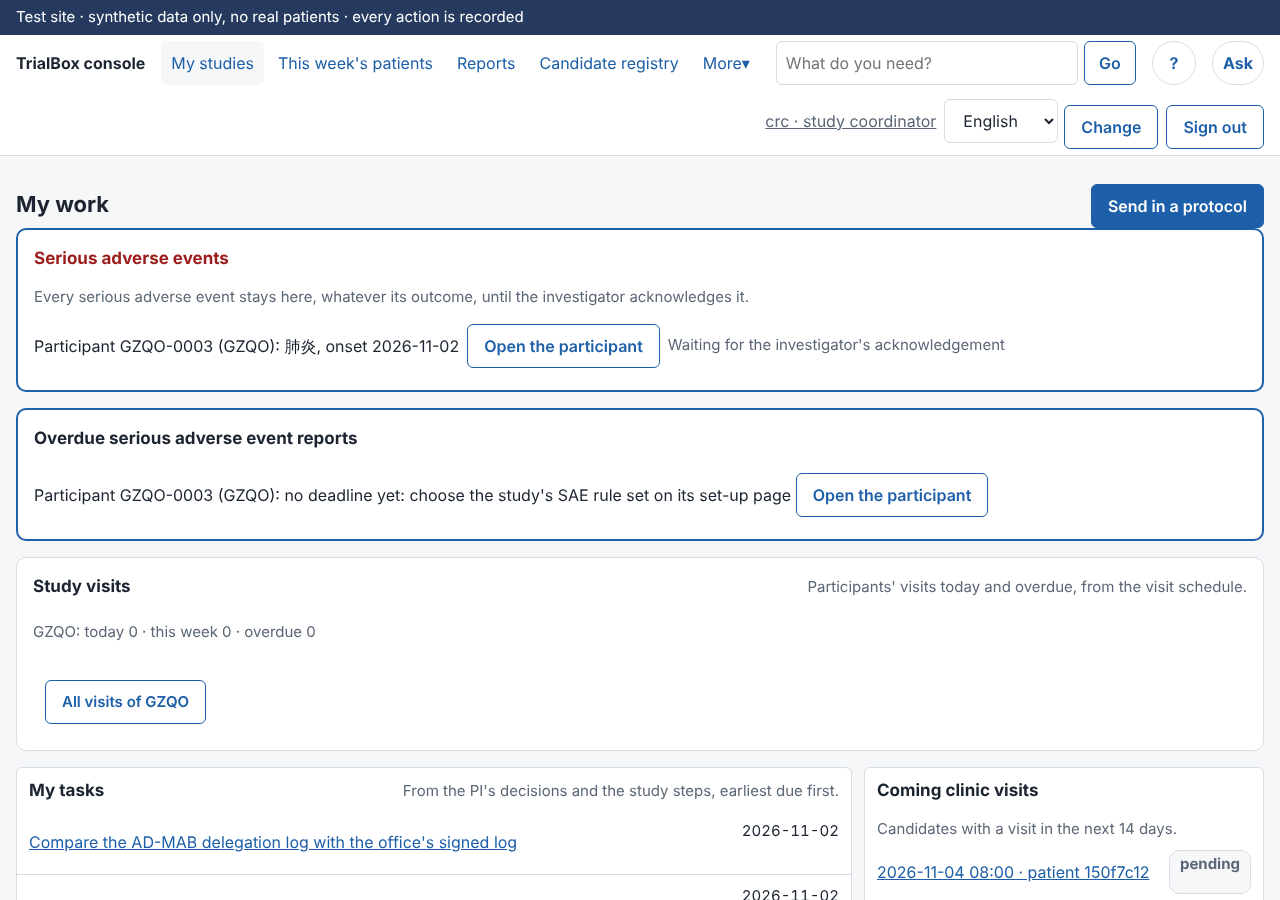 Test site · synthetic data only, no real patients · every action is recorded
TrialBox console My studies This week's patients Reports Candidate registry More▾ What do you need? Go ? Ask
crc · study coordinator English Change Sign out
My work Send in a protocol
Serious adverse events
Every serious adverse event stays here, whatever its outcome, until the investigator acknowledges it.
Participant GZQO-0003 (GZQO): 肺炎, onset 2026-11-02 Open the participant Waiting for the investigator's acknowledgement
Overdue serious adverse event reports
Participant GZQO-0003 (GZQO): no deadline yet: choose the study's SAE rule set on its set-up page Open the participant
Study visits Participants' visits today and overdue, from the visit schedule.
GZQO: today 0 · this week 0 · overdue 0
All visits of GZQO
My tasks From the PI's decisions and the study steps, earliest due first.
2026-11-02
Compare the AD-MAB delegation log with the office's signed log
2026-11-02
Coming clinic visits
Candidates with a visit in the next 14 days.
2026-11-04 08:00 · patient 150f7c12 pending